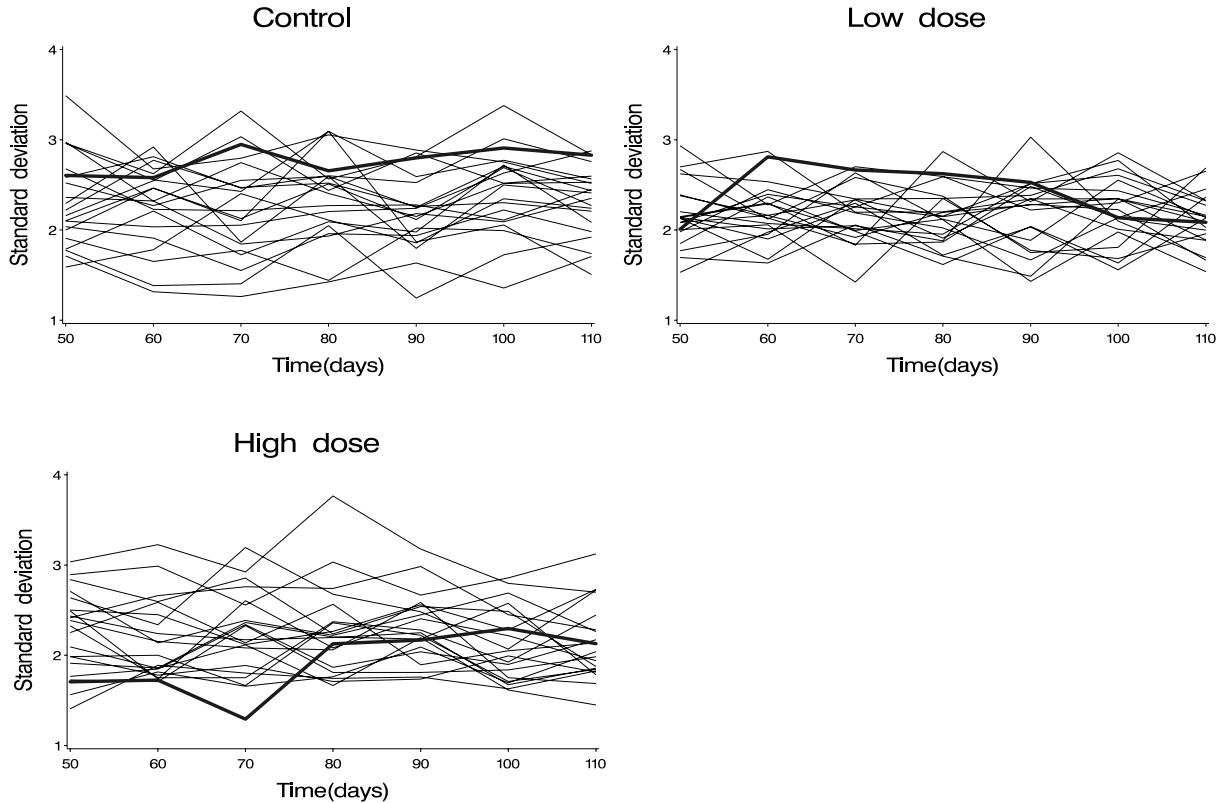 Control
Standard deviation
4
3
2
1
50 60 70 80 90 100 110
Time(days)
Low dose
Standard deviation
4
3
2
1
50 60 70 80 90 100 110
Time(days)
High dose
Standard deviation
4
3
2
1
50 60 70 80 90 100 110
Time(days)